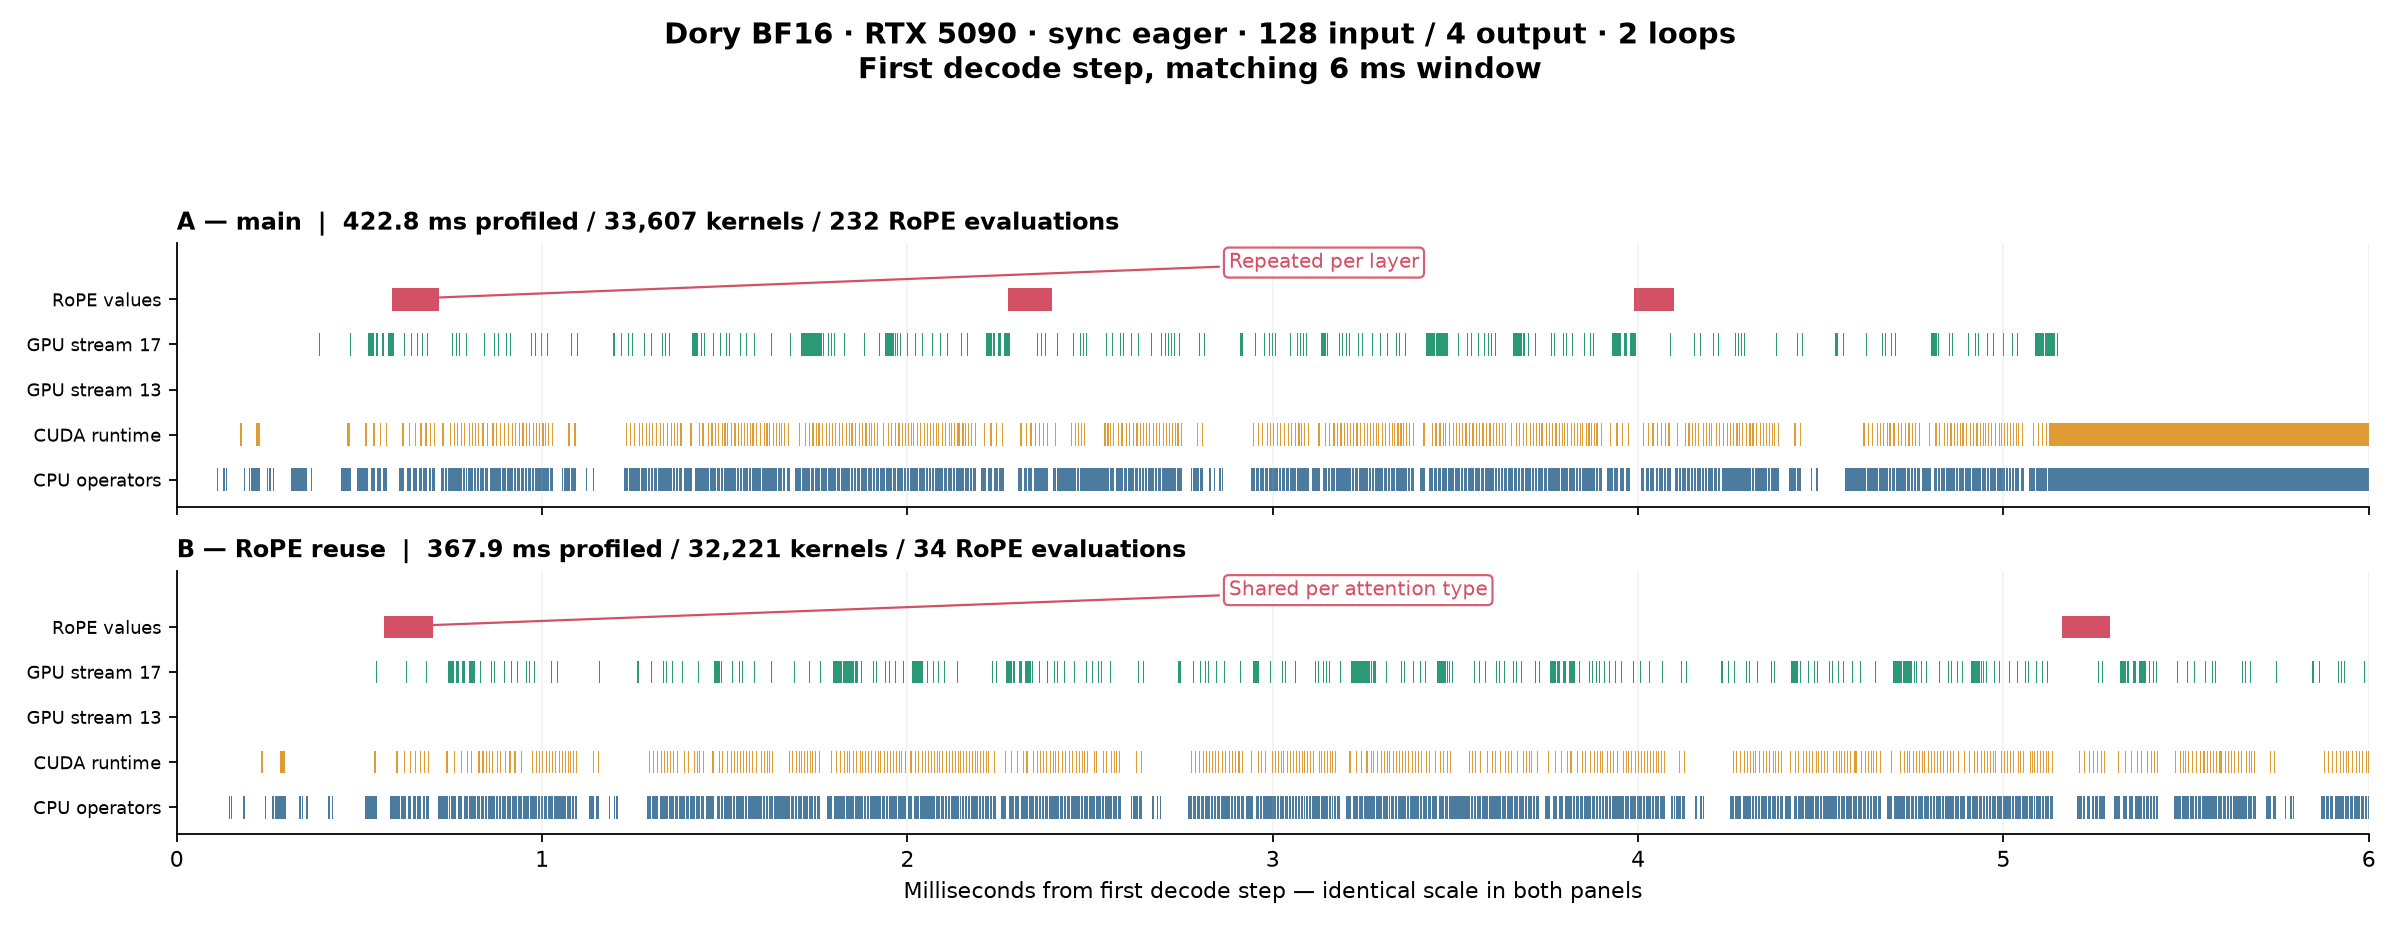 Dory BF16 · RTX 5090 · sync eager · 128 input / 4 output · 2 loops
First decode step, matching 6 ms window
A — main | 422.8 ms profiled / 33,607 kernels / 232 RoPE evaluations
Repeated per layer
RoPE values
GPU stream 17
GPU stream 13
CUDA runtime
CPU operators
B — RoPE reuse | 367.9 ms profiled / 32,221 kernels / 34 RoPE evaluations
Shared per attention type
RoPE values
GPU stream 17
GPU stream 13
CUDA runtime
CPU operators
0 1 2 3 4 5 6
Milliseconds from first decode step — identical scale in both panels